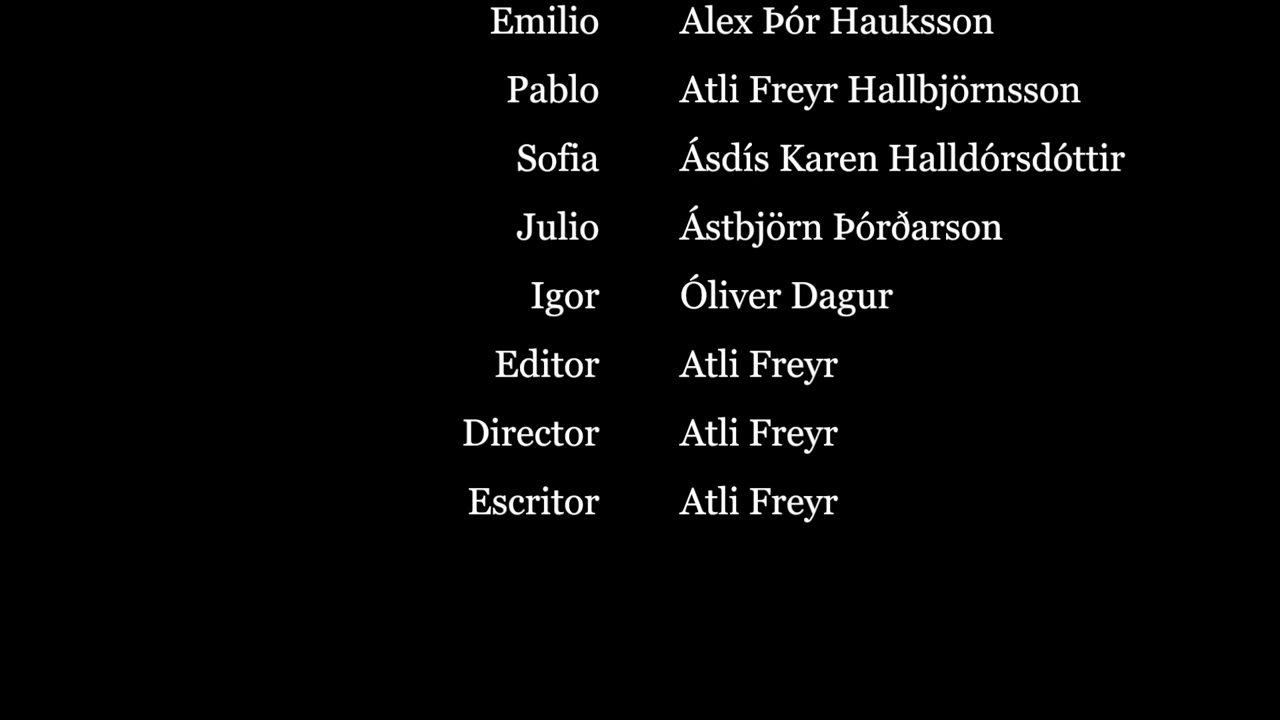 Emilio Alex Þór Hauksson
Pablo Atli Freyr Hallbjörnsson
Sofia Ásdís Karen Halldórsdóttir
Julio Ástbjörn Þórðarson
Igor Óliver Dagur
Editor Atli Freyr
Director Atli Freyr
Escritor Atli Freyr